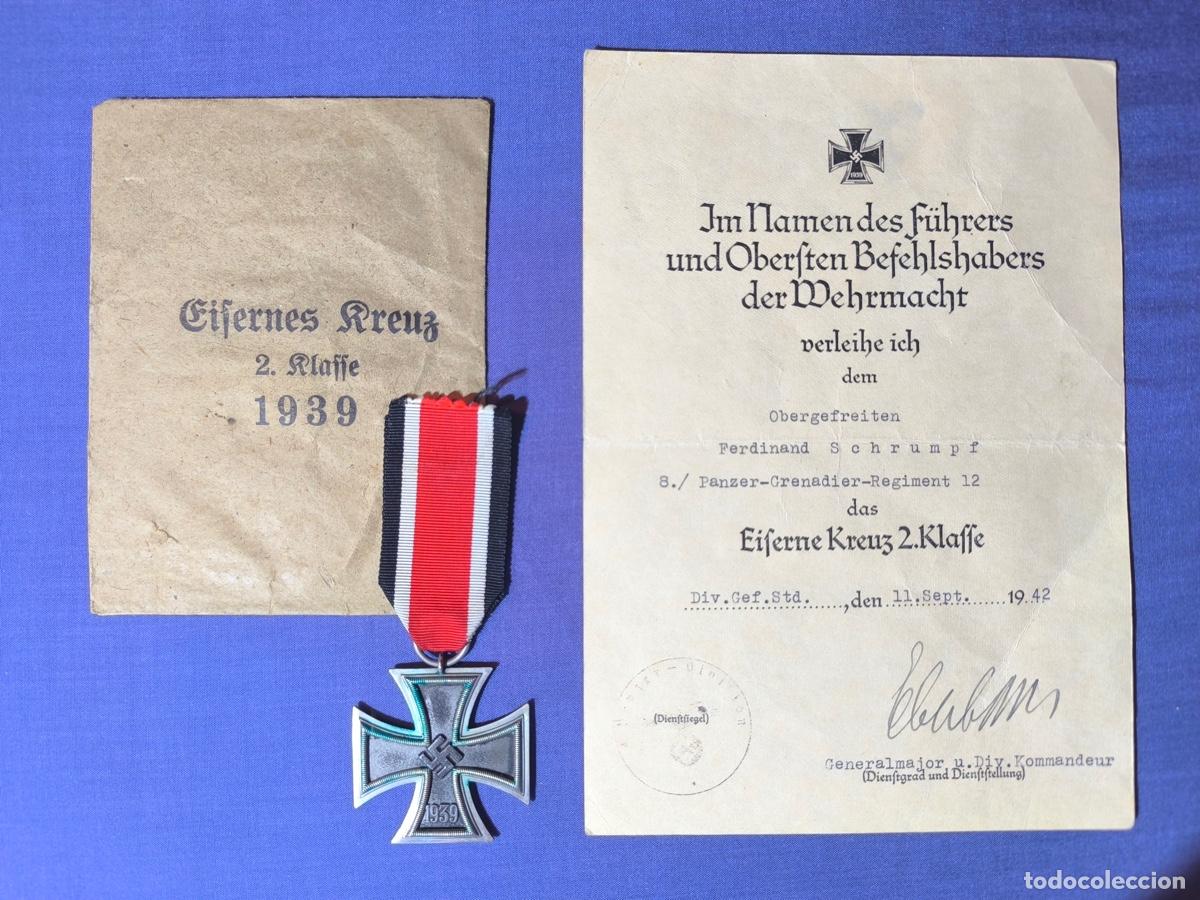 Eiſernes Kreuz
2. Klaſſe
1939
1939
1939
Im Namen des Führers
und Oberſten Befehlshabers
der Wehrmacht
verleihe ich
dem
Obergefreiten
Ferdinand Schrumpf
8./ Panzer-Grenadier-Regiment 12
das
Eiſerne Kreuz 2. Klaſſe
Div.Gef.Std. , den 11.Sept. 1942
(Dienſtſiegel)
Generalmajor u.Div.Kommandeur
(Dienſtgrad und Dienſtſtellung)
todocoleccion